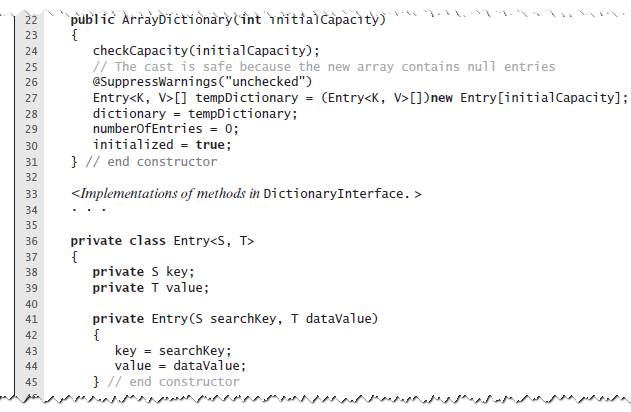 22 public ArrayDictionary(int initialCapacity)
23 {
24 checkCapacity(initialCapacity);
25 // The cast is safe because the new array contains null entries
26 @SuppressWarnings("unchecked")
27 Entry<K, V>[] tempDictionary = (Entry<K, V>[])new Entry[initialCapacity];
28 dictionary = tempDictionary;
29 numberOfEntries = 0;
30 initialized = true;
31 } // end constructor
32
33 <Implementations of methods in DictionaryInterface. >
34 . . .
35
36 private class Entry<S, T>
37 {
38 private S key;
39 private T value;
40
41 private Entry(S searchKey, T dataValue)
42 {
43 key = searchKey;
44 value = dataValue;
45 } // end constructor